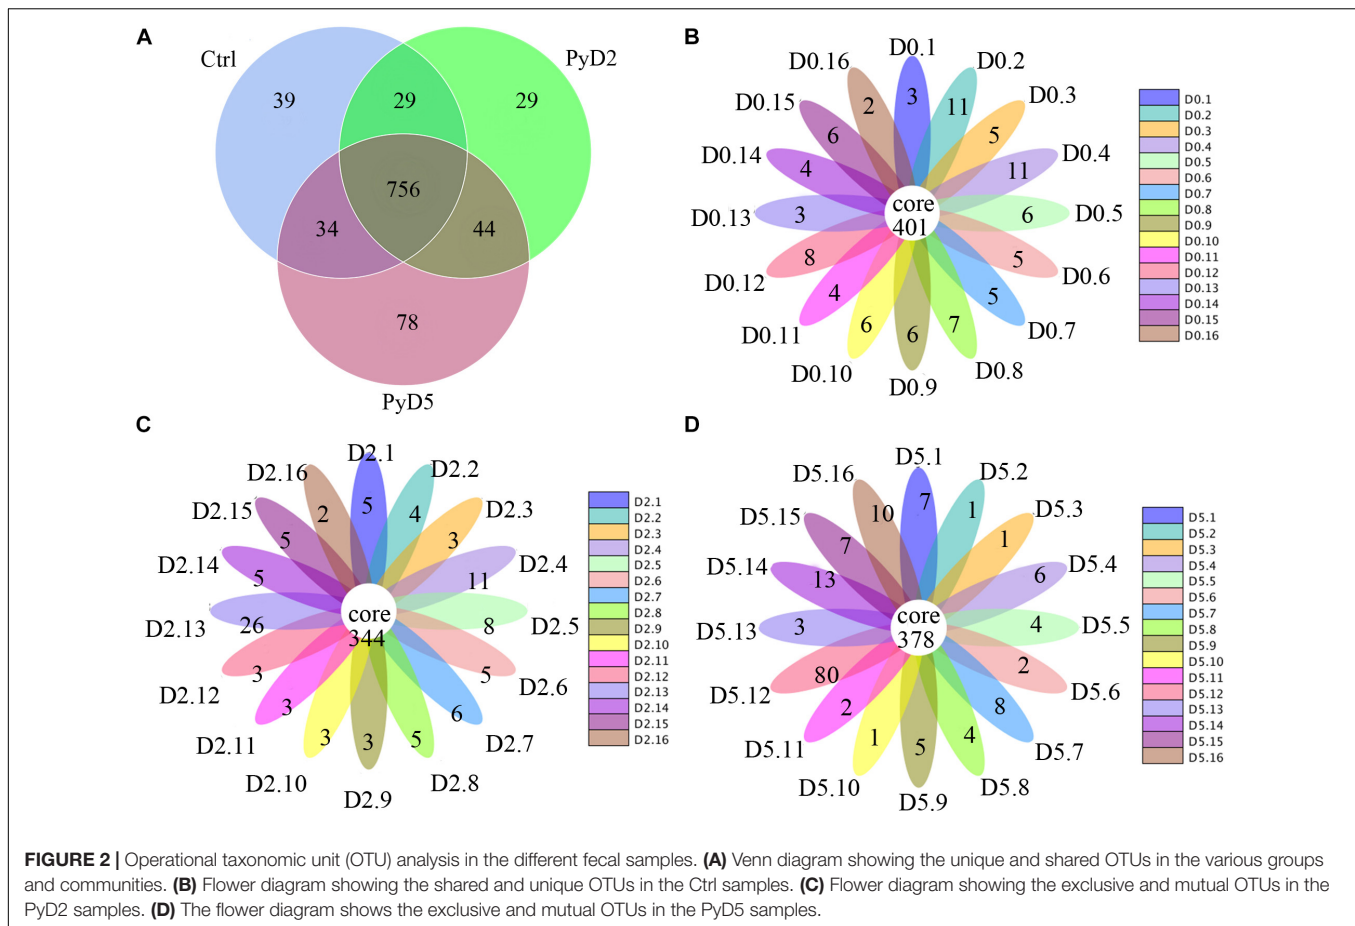 A
Ctrl
PyD2
39
29
29
756
34
44
78
PyD5
B
D0.1
D0.2
D0.3
D0.4
D0.5
D0.6
D0.7
D0.8
D0.9
D0.10
D0.11
D0.12
D0.13
D0.14
D0.15
D0.16
3
11
5
11
6
5
5
7
6
6
4
8
3
4
6
2
core
401
D0.1
D0.2
D0.3
D0.4
D0.5
D0.6
D0.7
D0.8
D0.9
D0.10
D0.11
D0.12
D0.13
D0.14
D0.15
D0.16
C
D2.1
D2.2
D2.3
D2.4
D2.5
D2.6
D2.7
D2.8
D2.9
D2.10
D2.11
D2.12
D2.13
D2.14
D2.15
D2.16
5
4
3
11
8
5
6
5
3
3
3
3
26
5
5
2
core
344
D2.1
D2.2
D2.3
D2.4
D2.5
D2.6
D2.7
D2.8
D2.9
D2.10
D2.11
D2.12
D2.13
D2.14
D2.15
D2.16
D
D5.1
D5.2
D5.3
D5.4
D5.5
D5.6
D5.7
D5.8
D5.9
D5.10
D5.11
D5.12
D5.13
D5.14
D5.15
D5.16
7
1
1
6
4
2
8
4
5
1
2
80
3
13
7
10
core
378
D5.1
D5.2
D5.3
D5.4
D5.5
D5.6
D5.7
D5.8
D5.9
D5.10
D5.11
D5.12
D5.13
D5.14
D5.15
D5.16
FIGURE 2 | Operational taxonomic unit (OTU) analysis in the different fecal samples. (A) Venn diagram showing the unique and shared OTUs in the various groups
and communities. (B) Flower diagram showing the shared and unique OTUs in the Ctrl samples. (C) Flower diagram showing the exclusive and mutual OTUs in the
PyD2 samples. (D) The flower diagram shows the exclusive and mutual OTUs in the PyD5 samples.